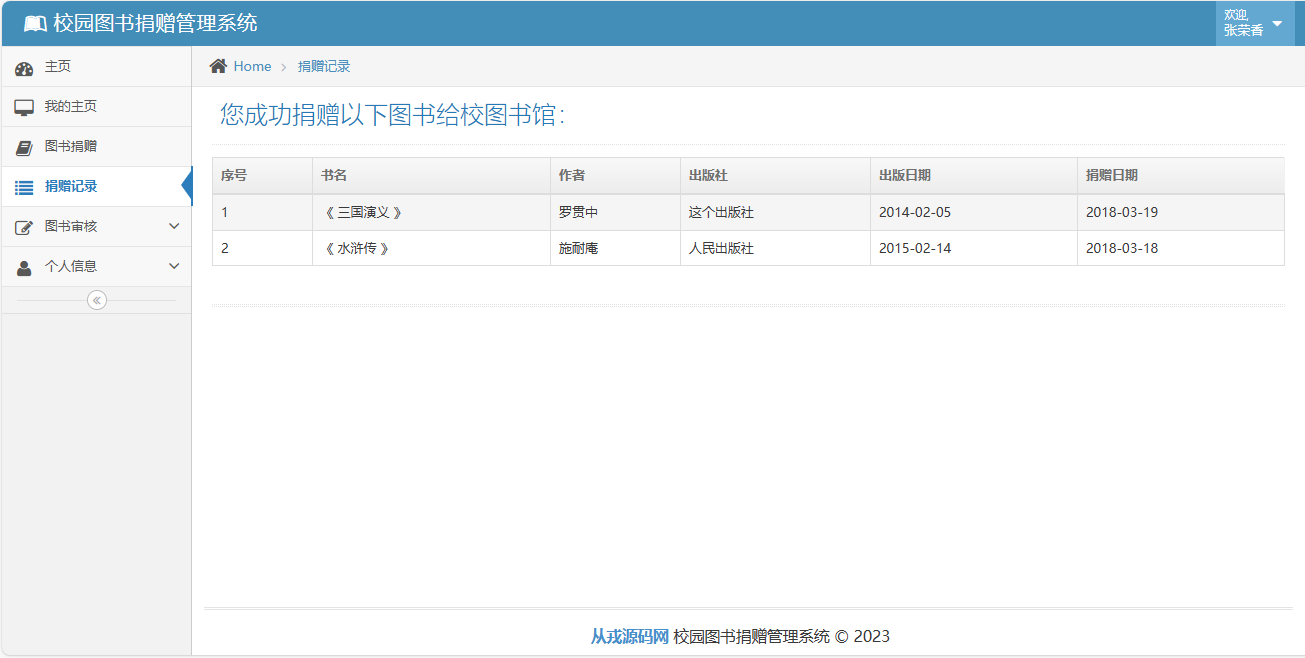 校园图书捐赠管理系统
欢迎,
张荣香
主页
我的主页
图书捐赠
捐赠记录
图书审核
个人信息
Home > 捐赠记录
您成功捐赠以下图书给校图书馆：
序号 书名 作者 出版社 出版日期 捐赠日期
1 《 三国演义 》 罗贯中 这个出版社 2014-02-05 2018-03-19
2 《 水浒传 》 施耐庵 人民出版社 2015-02-14 2018-03-18
从戎源码网 校园图书捐赠管理系统 © 2023